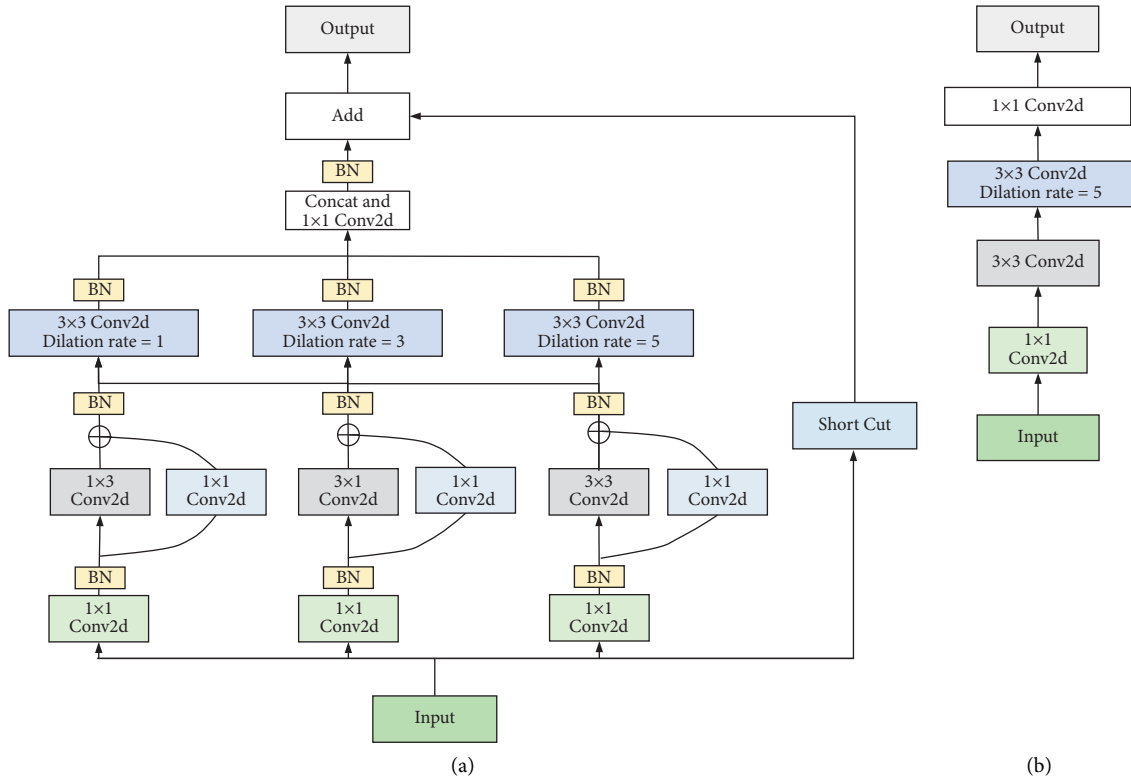 Output
Add
BN
Concat and
1×1 Conv2d
BN
BN
BN
3×3 Conv2d
Dilation rate = 1
3×3 Conv2d
Dilation rate = 3
3×3 Conv2d
Dilation rate = 5
BN
BN
BN
Short Cut
1×3
Conv2d
1×1
Conv2d
3×1
Conv2d
1×1
Conv2d
3×3
Conv2d
1×1
Conv2d
BN
BN
BN
1×1
Conv2d
1×1
Conv2d
1×1
Conv2d
Input
(a)
Output
1×1 Conv2d
3×3 Conv2d
Dilation rate = 5
3×3 Conv2d
1×1
Conv2d
Input
(b)